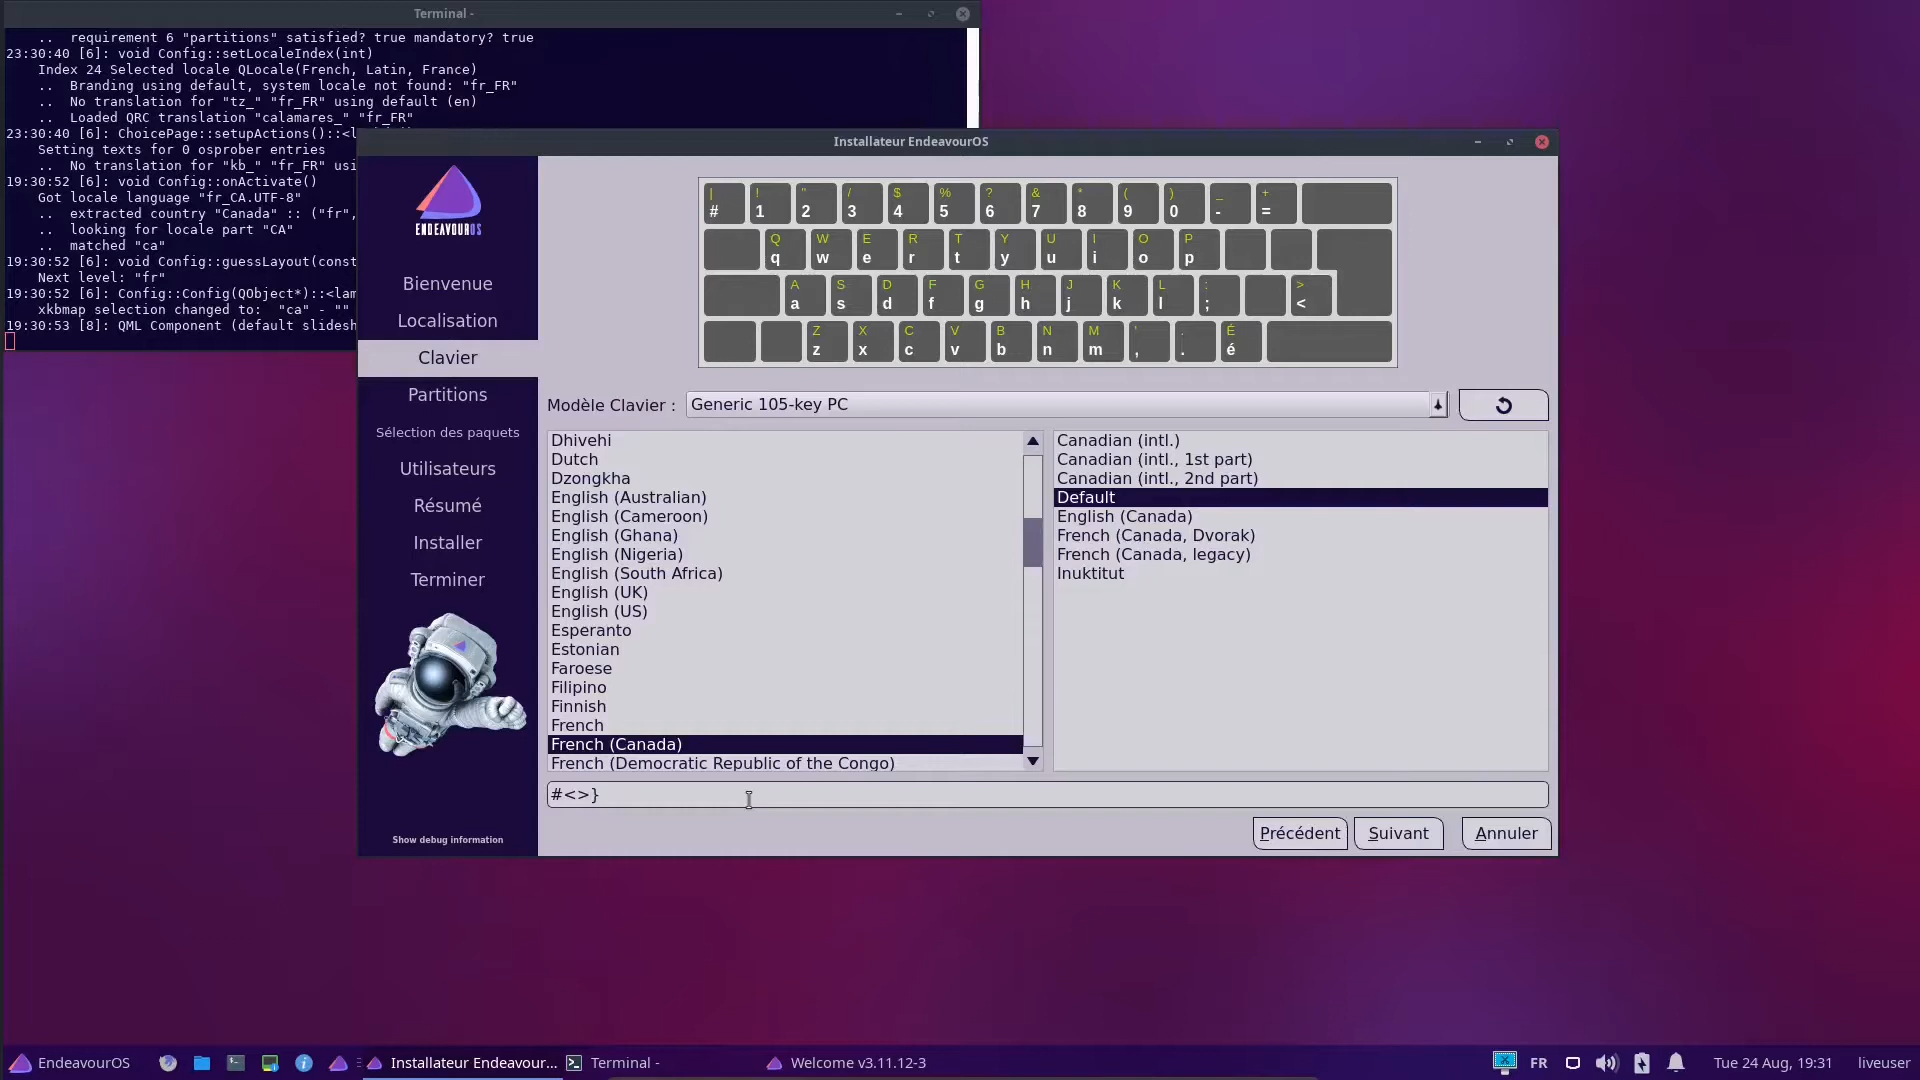 Terminal -
.. requirement 6 "partitions" satisfied? true mandatory? true
23:30:40 [6]: void Config::setLocaleIndex(int)
Index 24 Selected locale QLocale(French, Latin, France)
.. Branding using default, system locale not found: "fr_FR"
.. No translation for "tz_" "fr_FR" using default (en)
.. Loaded QRC translation "calamares_" "fr_FR"
23:30:40 [6]: ChoicePage::setupActions()::<l
Setting texts for 0 osprober entries
.. No translation for "kb_" "fr_FR" usi
19:30:52 [6]: void Config::onActivate()
Got locale language "fr_CA.UTF-8"
.. extracted country "Canada" :: ("fr",
.. looking for locale part "CA"
.. matched "ca"
19:30:52 [6]: void Config::guessLayout(const
Next level: "fr"
19:30:52 [6]: Config::Config(QObject*)::<lam
xkbmap selection changed to: "ca" - ""
19:30:53 [8]: QML Component (default slidesh
Installateur EndeavourOS
ENDEAVOUROS
Bienvenue
Localisation
Clavier
Partitions
Sélection des paquets
Utilisateurs
Résumé
Installer
Terminer
Show debug information
| ! " / $ % ? & * ( ) _ +
# 1 2 3 4 5 6 7 8 9 0 - =
Q W E R T Y U I O P
q w e r t y u i o p
A S D F G H J K L : >
a s d f g h j k l ; <
Z X C V B N M ' . É
z x c v b n m , . é
Modèle Clavier : Generic 105-key PC
Dhivehi
Dutch
Dzongkha
English (Australian)
English (Cameroon)
English (Ghana)
English (Nigeria)
English (South Africa)
English (UK)
English (US)
Esperanto
Estonian
Faroese
Filipino
Finnish
French
French (Canada)
French (Democratic Republic of the Congo)
Canadian (intl.)
Canadian (intl., 1st part)
Canadian (intl., 2nd part)
Default
English (Canada)
French (Canada, Dvorak)
French (Canada, legacy)
Inuktitut
#<>}
Précédent Suivant Annuler
EndeavourOS Installateur Endeavour... Terminal - Welcome v3.11.12-3 FR Tue 24 Aug, 19:31 liveuser